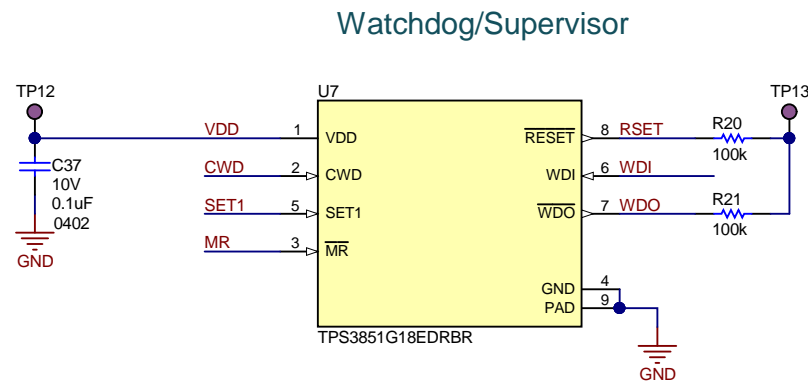 Watchdog/Supervisor
TP12
TP13
U7
VDD 1 VDD
RESET 8 RSET R20
100k
C37
10V
0.1uF
0402
GND
CWD 2 CWD
WDI 6 WDI
SET1 5 SET1
WDO 7 WDO R21
100k
MR 3 MR
GND 4
PAD 9
GND
TPS3851G18EDRBR